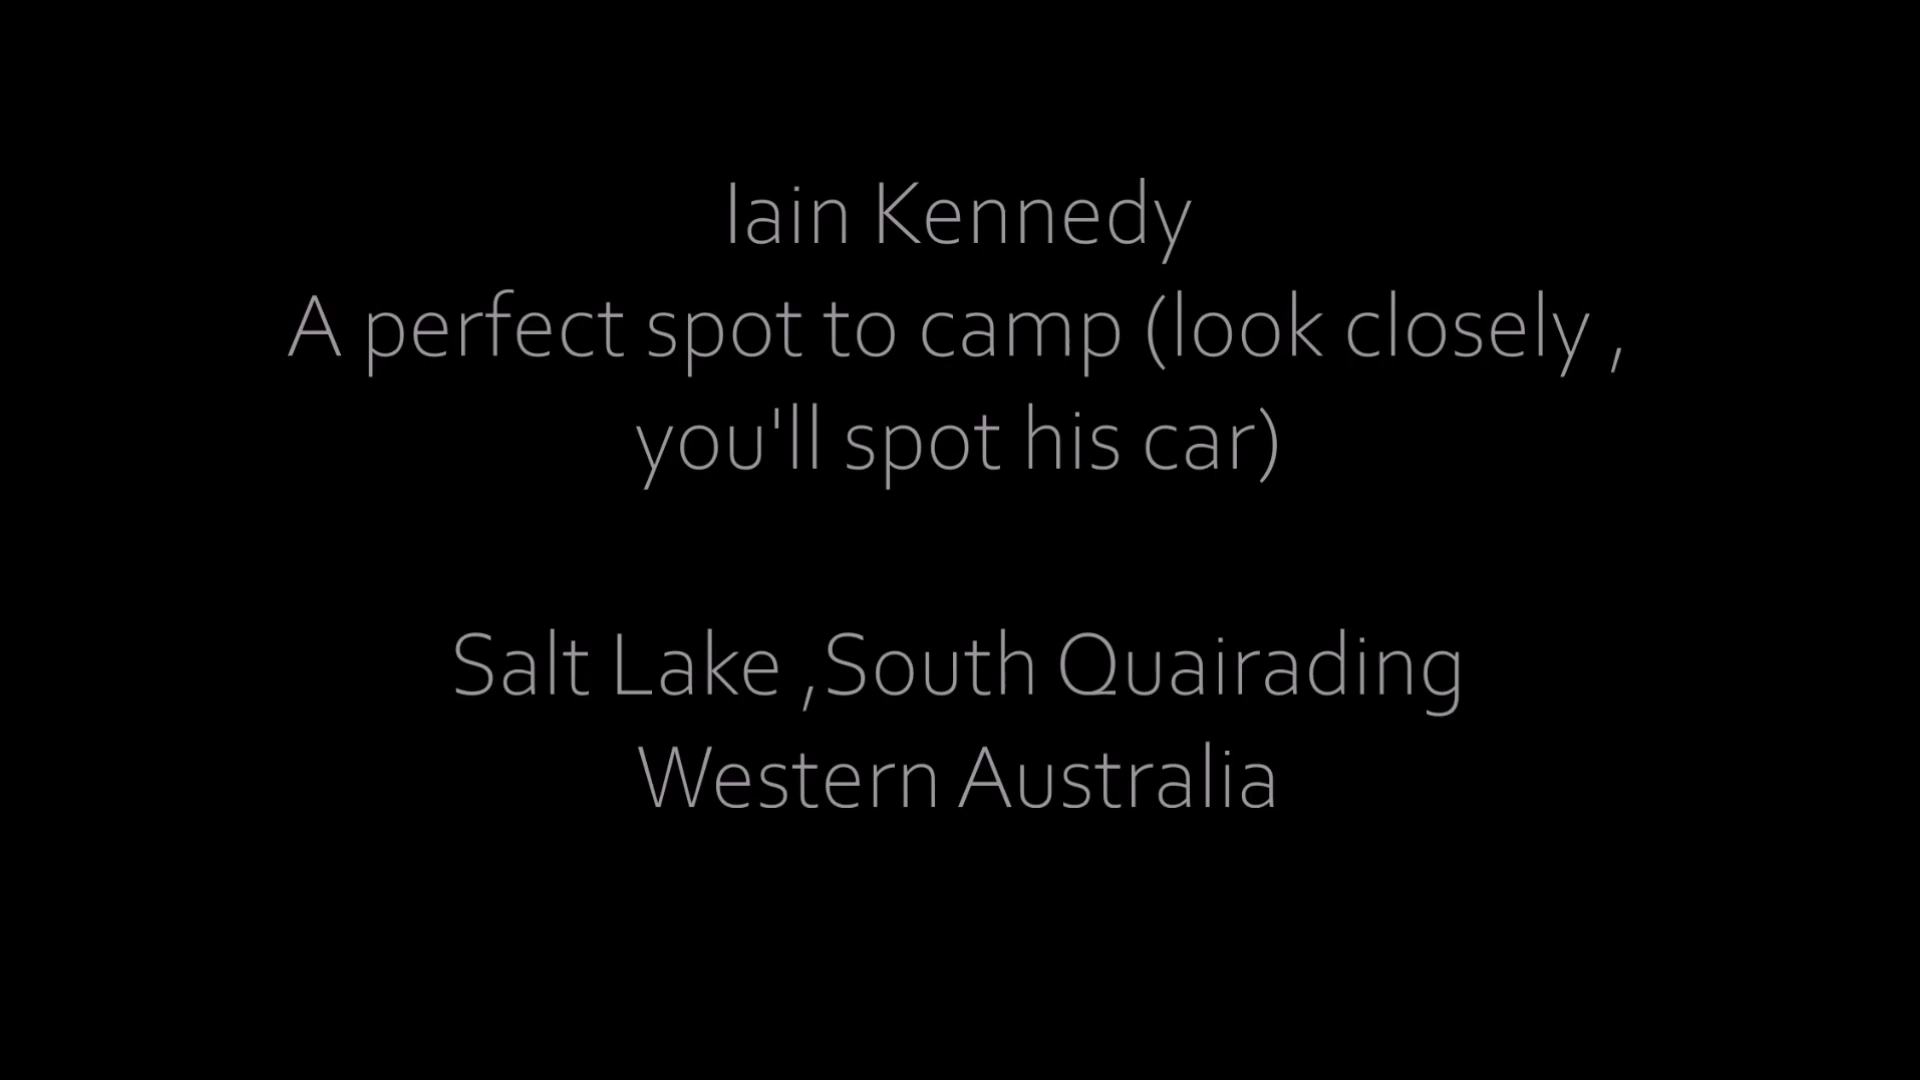 Iain Kennedy
A perfect spot to camp (look closely ,
you'll spot his car)
Salt Lake ,South Quairading
Western Australia